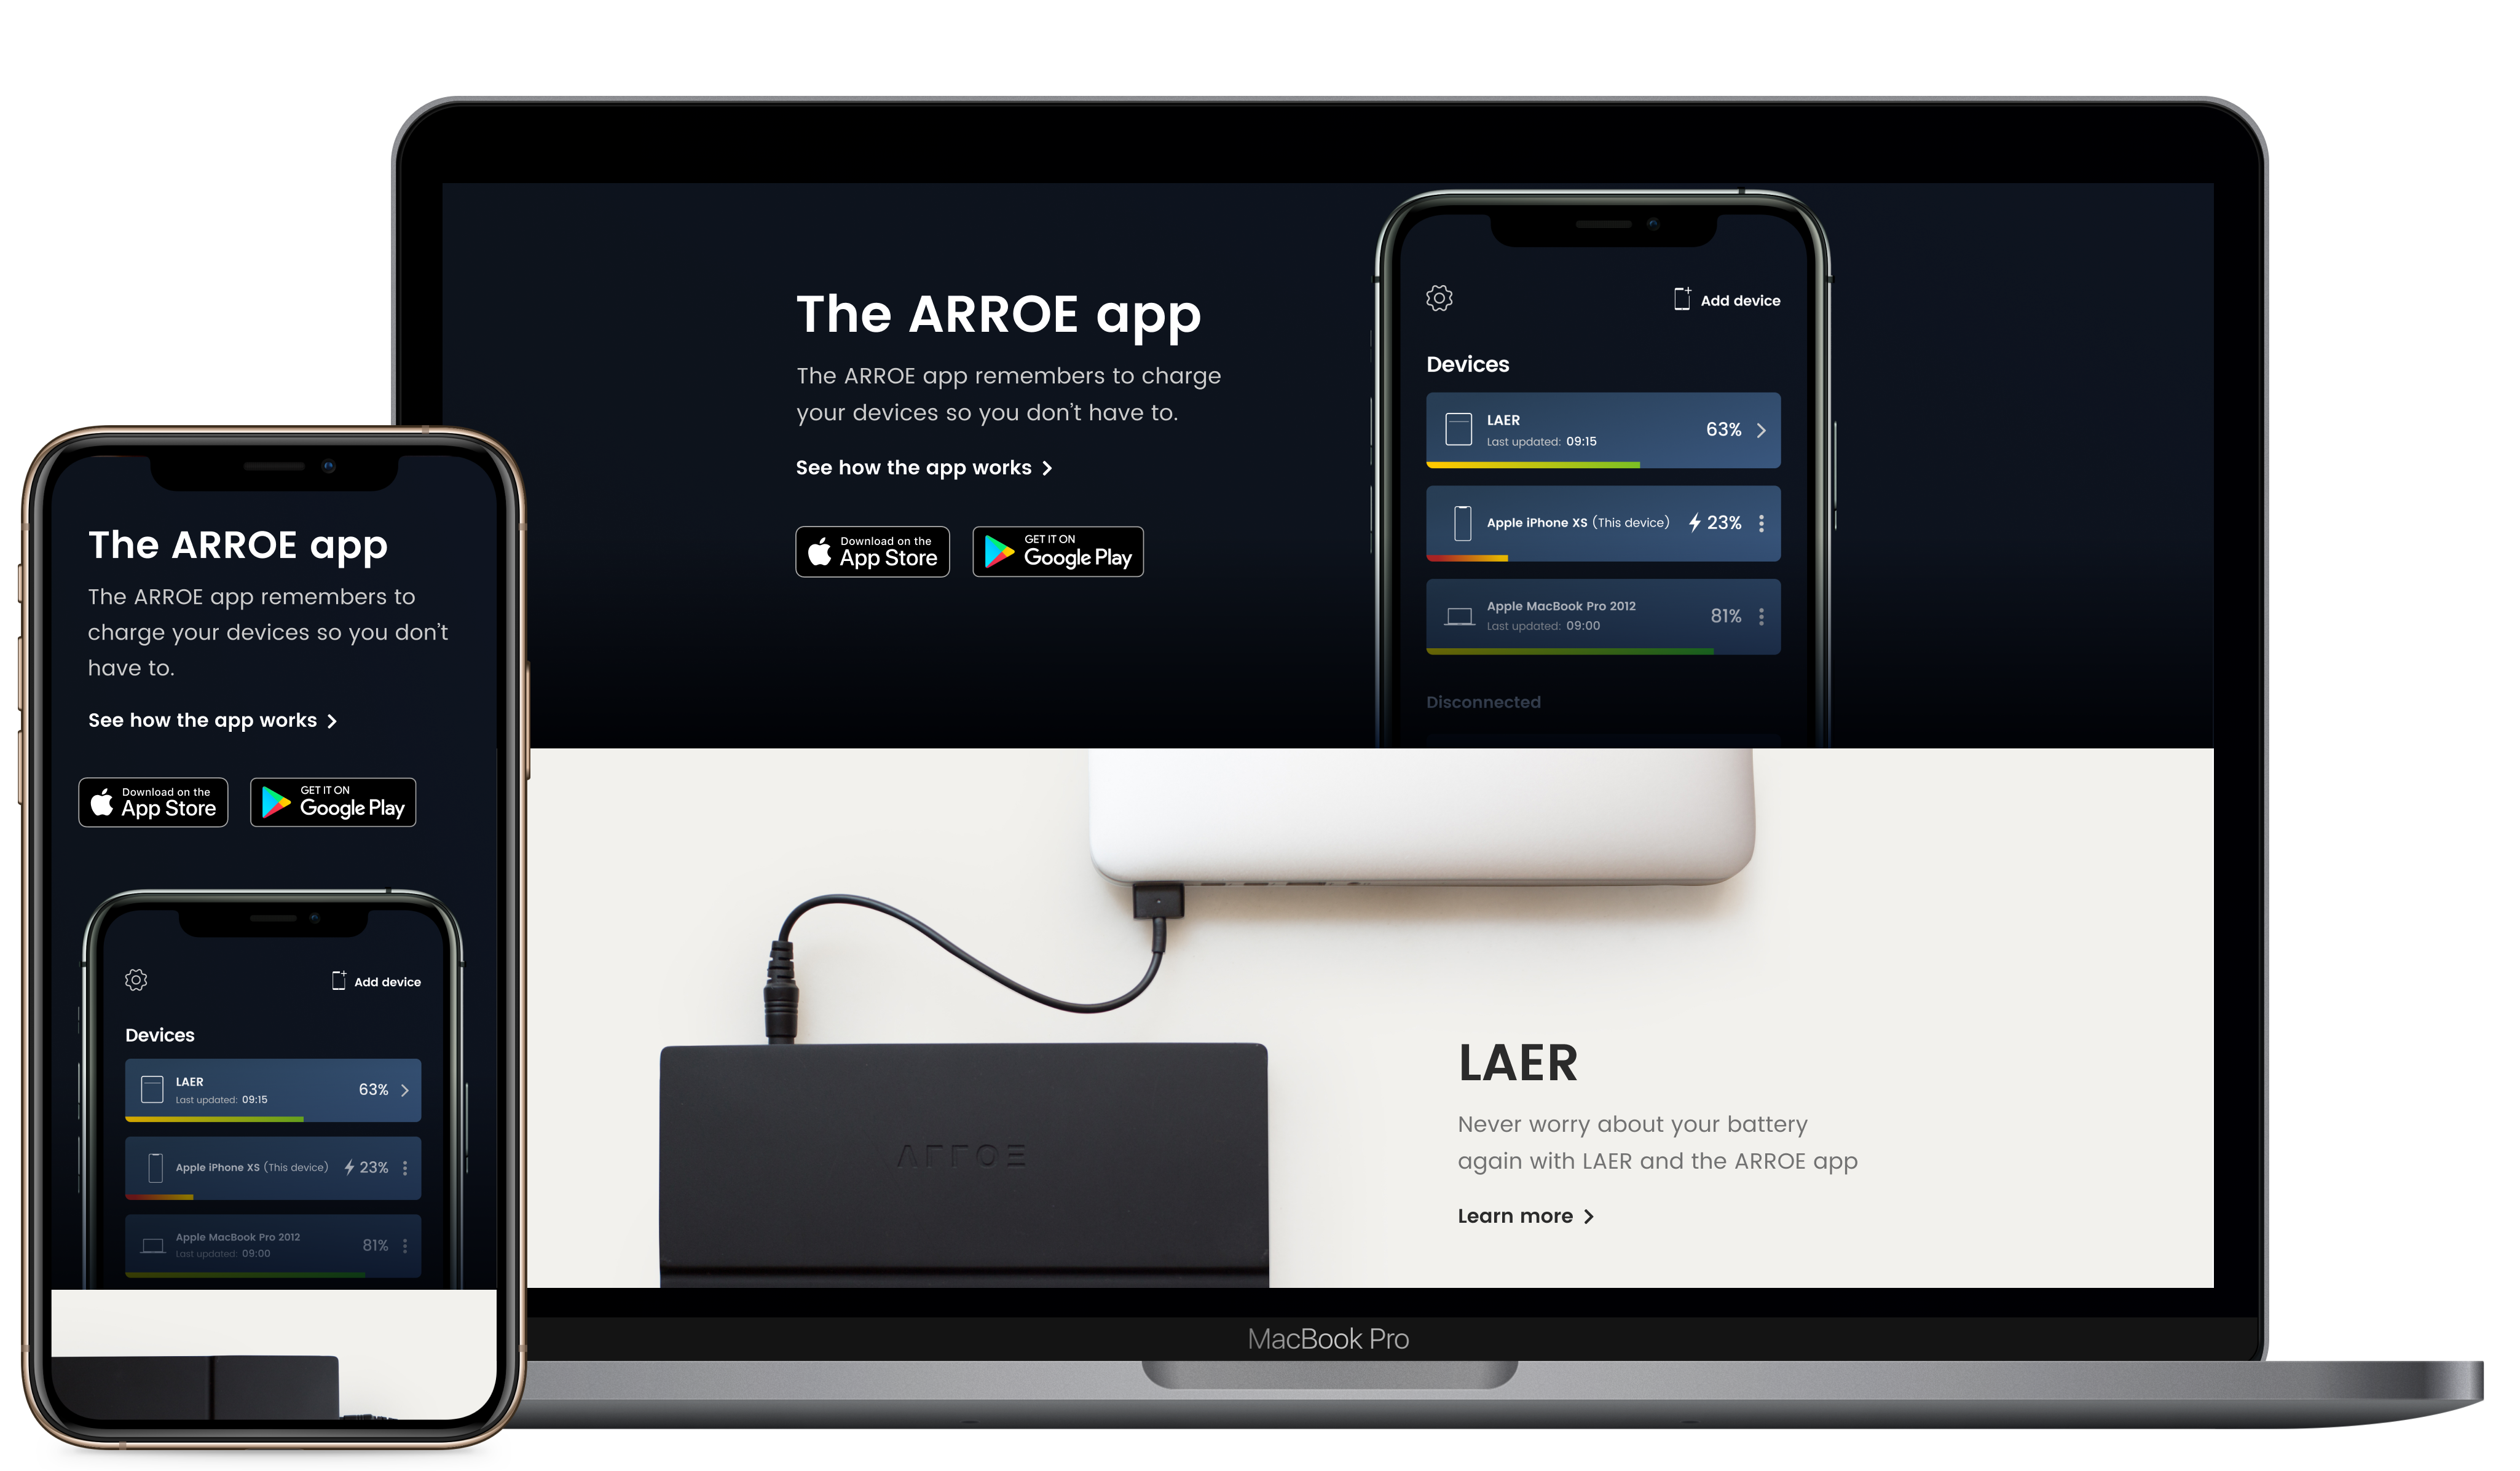 The ARROE app
The ARROE app remembers to charge
your devices so you don't have to.
See how the app works
Download on the
App Store
GET IT ON
Google Play
Add device
Devices
LAER
Last updated: 09:15
63%
Apple iPhone XS (This device)
23%
Apple MacBook Pro 2012
Last updated: 09:00
81%
Disconnected
ARROE
LAER
Never worry about your battery
again with LAER and the ARROE app
Learn more
MacBook Pro
The ARROE app
The ARROE app remembers to
charge your devices so you don't
have to.
See how the app works
Download on the
App Store
GET IT ON
Google Play
Add device
Devices
LAER
Last updated: 09:15
63%
Apple iPhone XS (This device)
23%
Apple MacBook Pro 2012
Last updated: 09:00
81%